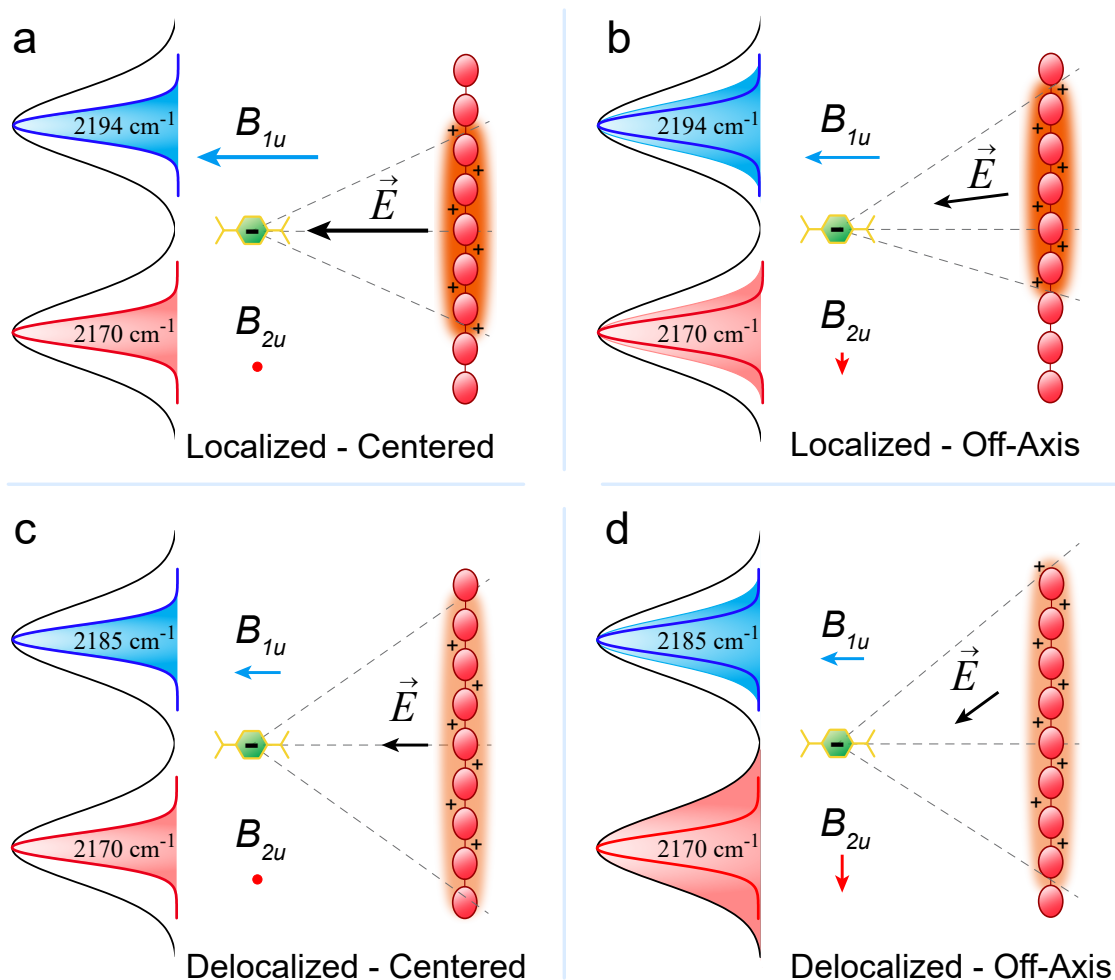 a
2194 cm-1
B1u
E
2170 cm-1
B2u
Localized - Centered
b
2194 cm-1
B1u
E
2170 cm-1
B2u
Localized - Off-Axis
c
2185 cm-1
B1u
E
2170 cm-1
B2u
Delocalized - Centered
d
2185 cm-1
B1u
E
2170 cm-1
B2u
Delocalized - Off-Axis